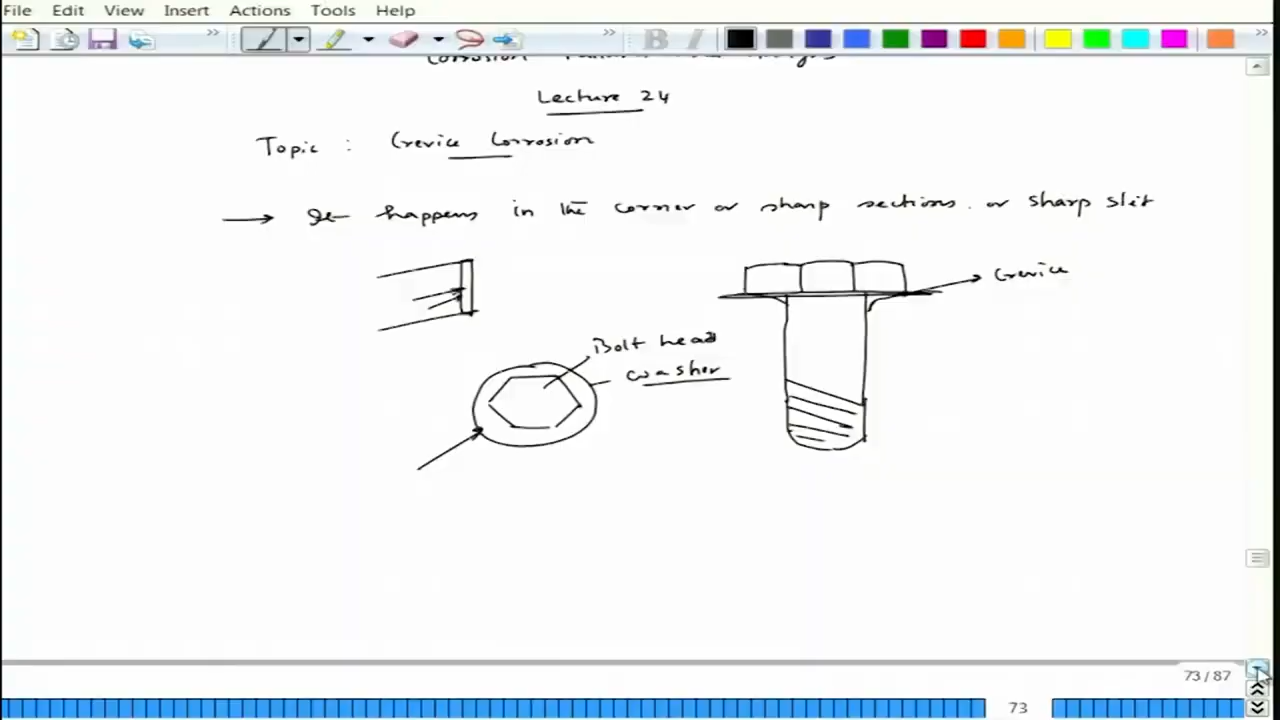 File Edit View Insert Actions Tools Help
Corrosion
Lecture 24
Topic : Crevice Corrosion
→ It happens in the corner or sharp sections. or sharp slit
Crevice
Bolt head
washer
73 / 87
73